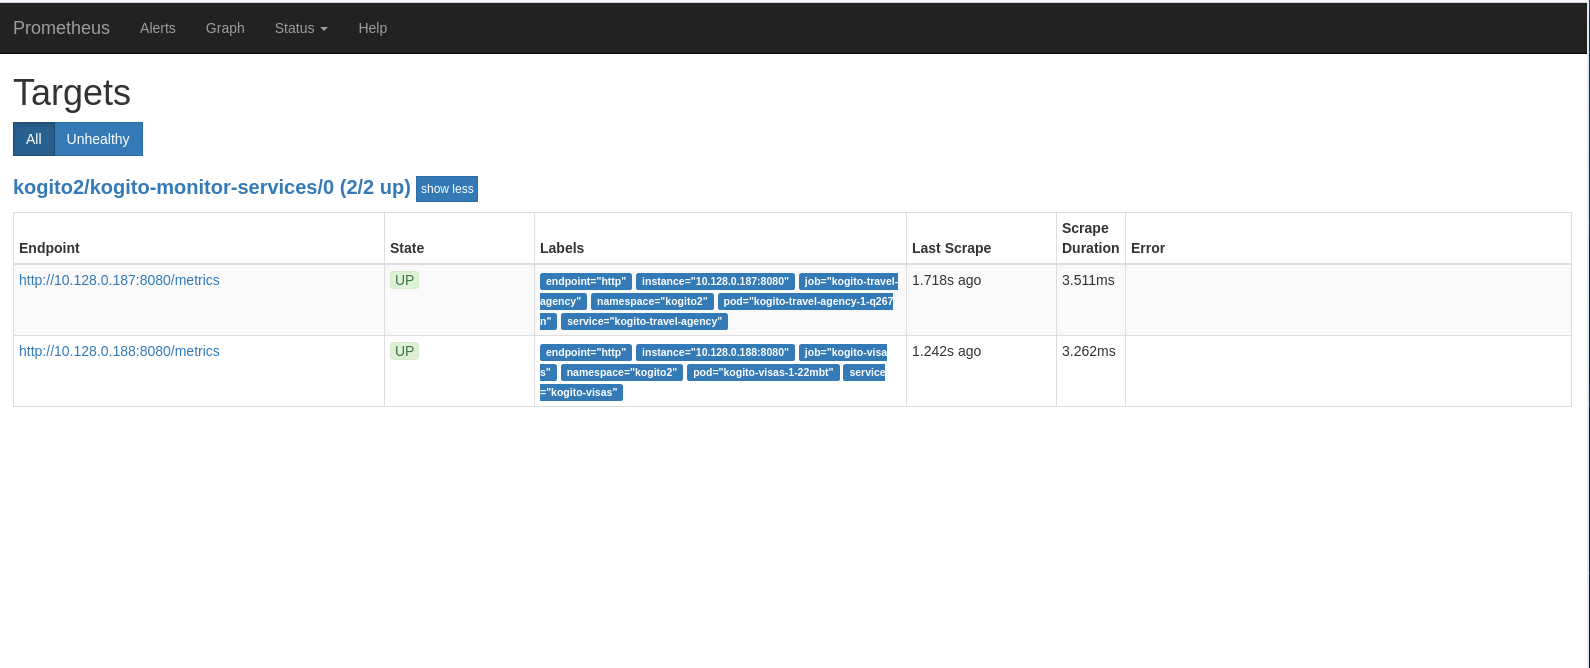 Prometheus Alerts Graph Status Help
Targets
All Unhealthy
kogito2/kogito-monitor-services/0 (2/2 up) show less
Endpoint State Labels Last Scrape Scrape Duration Error
http://10.128.0.187:8080/metrics UP endpoint="http" instance="10.128.0.187:8080" job="kogito-travel-
agency" namespace="kogito2" pod="kogito-travel-agency-1-q267
n" service="kogito-travel-agency" 1.718s ago 3.511ms
http://10.128.0.188:8080/metrics UP endpoint="http" instance="10.128.0.188:8080" job="kogito-visa
s" namespace="kogito2" pod="kogito-visas-1-22mbt" service
="kogito-visas" 1.242s ago 3.262ms